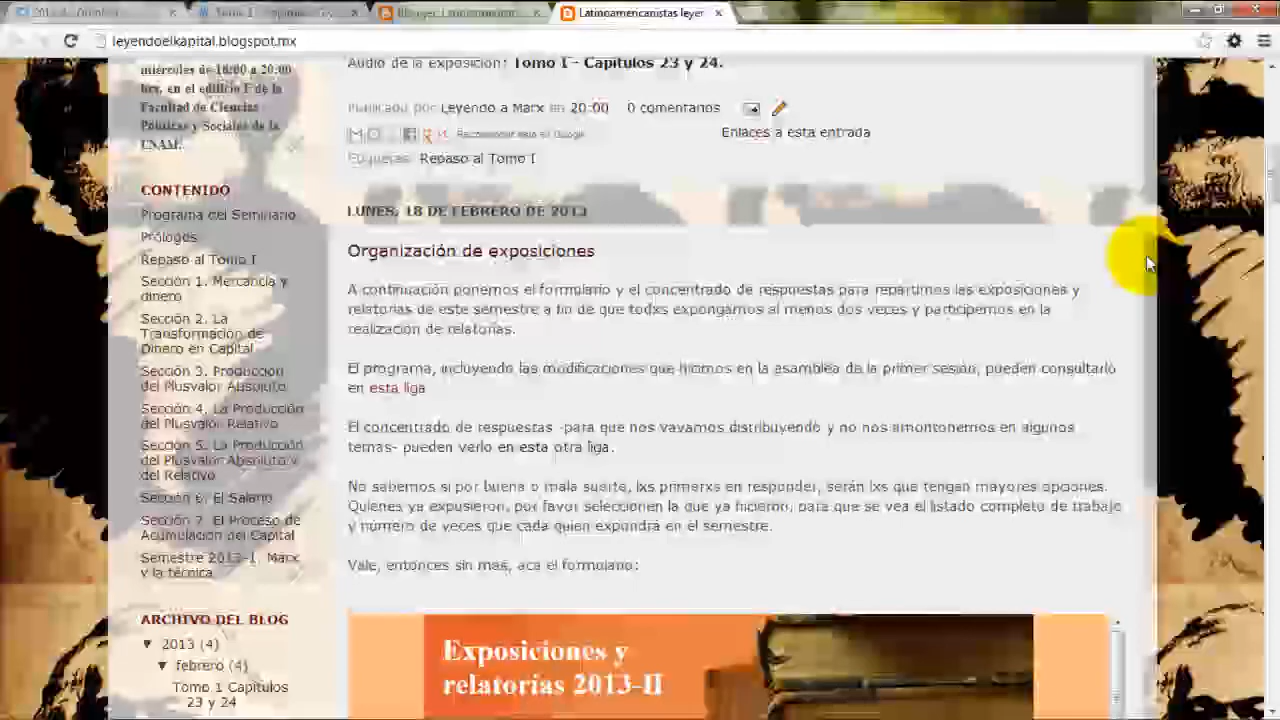 Latinoamericanistas leyer
leyendoelkapital.blogspot.mx
miércoles de 18:00 a 20:00
hrs, en el edificio F de la
Facultad de Ciencias
Políticas y Sociales de la
UNAM.
CONTENIDO
Programa del Seminario
Prólogos
Repaso al Tomo I
Sección 1. Mercancía y
dinero
Sección 2. La
Transformación de
Dinero en Capital
Sección 3. Producción
del Plusvalor Absoluto
Sección 4. La Producción
del Plusvalor Relativo
Sección 5. La Producción
del Plusvalor Absoluto y
del Relativo
Sección 6. El Salario
Sección 7. El Proceso de
Acumulación del Capital
Semestre 2013-I. Marx
y la técnica
ARCHIVO DEL BLOG
▼ 2013 (4)
▼ febrero (4)
Tomo 1 Capítulos
23 y 24
Audio de la exposición: Tomo I - Capítulos 23 y 24.
Publicado por Leyendo a Marx en 20:00 0 comentarios
Enlaces a esta entrada
Etiquetas: Repaso al Tomo I
LUNES, 18 DE FEBRERO DE 2013
Organización de exposiciones
A continuación ponemos el formulario y el concentrado de respuestas para repartirnos las exposiciones y
relatorías de este semestre a fin de que todxs expongamos al menos dos veces y participemos en la
realización de relatorías.
El programa, incluyendo las modificaciones que hicimos en la asamblea de la primer sesión, pueden consultarlo
en esta liga
El concentrado de respuestas -para que nos vayamos distribuyendo y no nos amontonemos en algunos
temas- pueden verlo en esta otra liga.
No sabemos si por buena o mala suerte, lxs primerxs en responder, serán lxs que tengan mayores opciones.
Quienes ya expusieron, por favor seleccionen la que ya hicieron, para que se vea el listado completo de trabajo
y número de veces que cada quien expondrá en el semestre.
Vale, entonces sin más, acá el formulario:
Exposiciones y
relatorías 2013-II